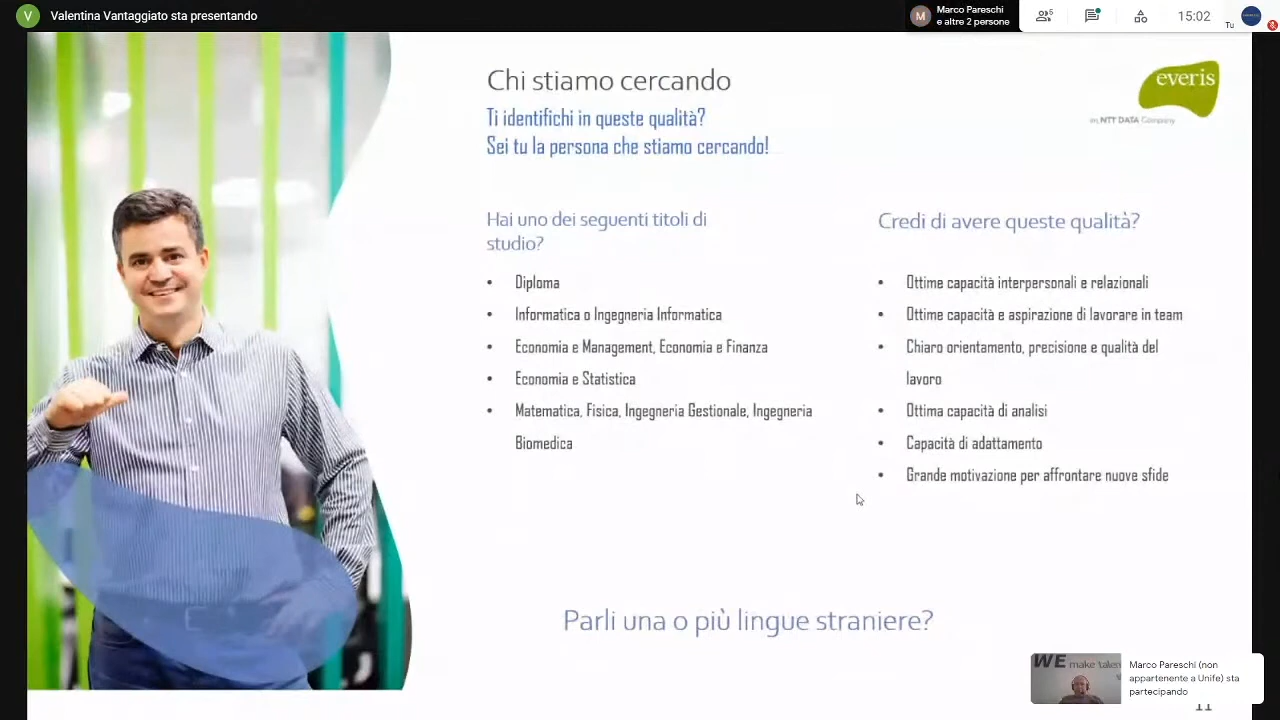 V Valentina Vantaggiato sta presentando
M Marco Pareschi
e altre 2 persone
5
15:02
Tu
Chi stiamo cercando
everis
an NTT DATA Company
Ti identifichi in queste qualità?
Sei tu la persona che stiamo cercando!
Hai uno dei seguenti titoli di
studio?
• Diploma
• Informatica o Ingegneria Informatica
• Economia e Management, Economia e Finanza
• Economia e Statistica
• Matematica, Fisica, Ingegneria Gestionale, Ingegneria
Biomedica
Credi di avere queste qualità?
• Ottime capacità interpersonali e relazionali
• Ottime capacità e aspirazione di lavorare in team
• Chiaro orientamento, precisione e qualità del
lavoro
• Ottima capacità di analisi
• Capacità di adattamento
• Grande motivazione per affrontare nuove sfide
Parli una o più lingue straniere?
WE make talen
Marco Pareschi (non
appartenente a Unife) sta
partecipando